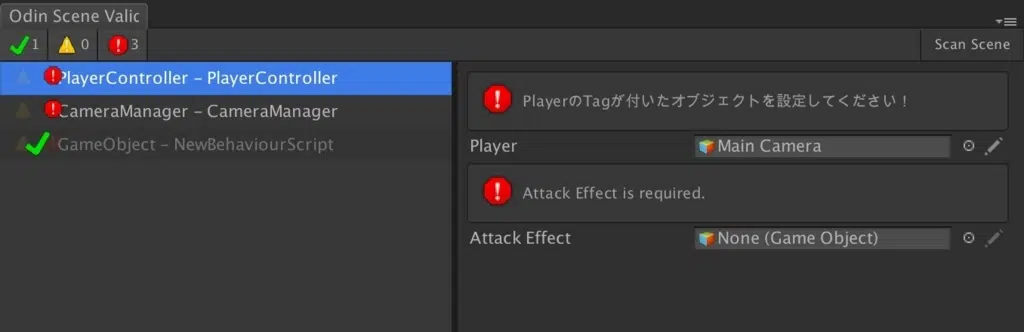 Odin Scene Valic
1
0
3
Scan Scene
PlayerController – PlayerController
CameraManager – CameraManager
GameObject – NewBehaviourScript
PlayerのTagが付いたオブジェクトを設定してください！
Player
Main Camera
Attack Effect is required.
Attack Effect
None (Game Object)